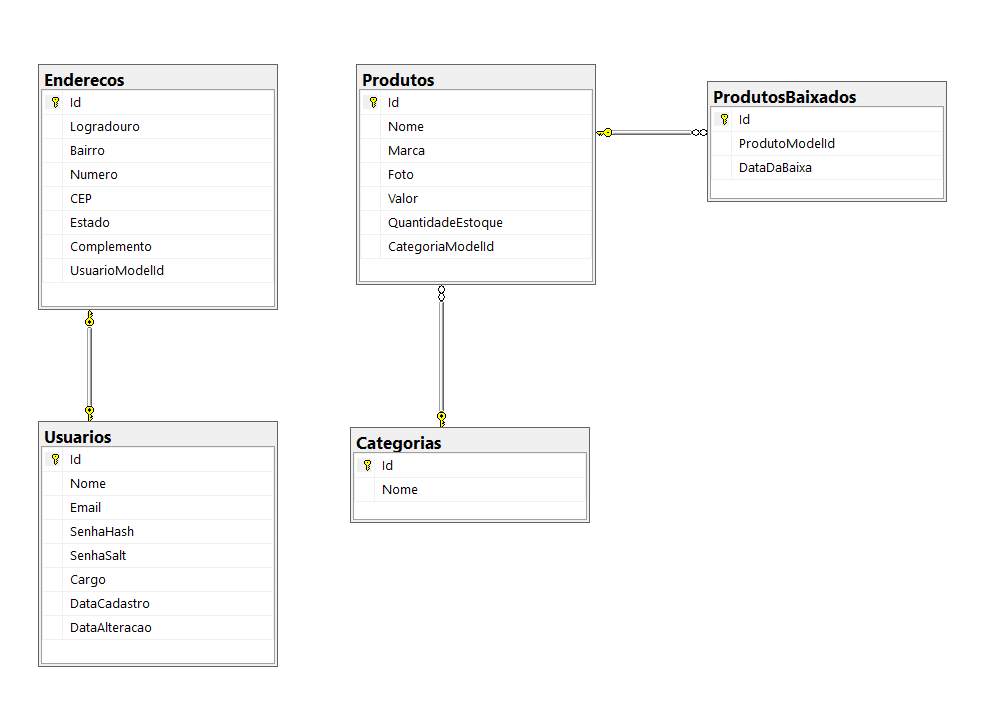 Enderecos
Id
Logradouro
Bairro
Numero
CEP
Estado
Complemento
UsuarioModelId
Produtos
Id
Nome
Marca
Foto
Valor
QuantidadeEstoque
CategoriaModelId
ProdutosBaixados
Id
ProdutoModelId
DataDaBaixa
Usuarios
Id
Nome
Email
SenhaHash
SenhaSalt
Cargo
DataCadastro
DataAlteracao
Categorias
Id
Nome